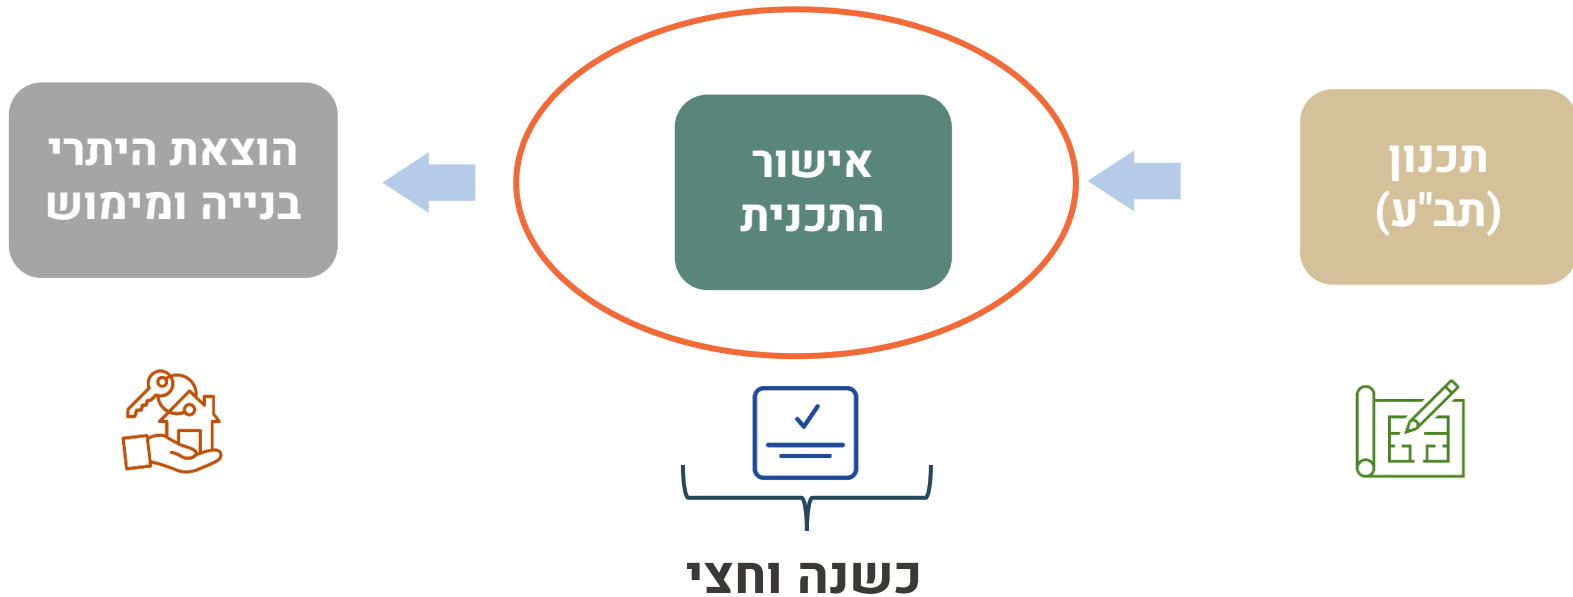 תכנון
(תב"ע)
אישור
התכנית
הוצאת היתרי
בנייה ומימוש
כשנה וחצי